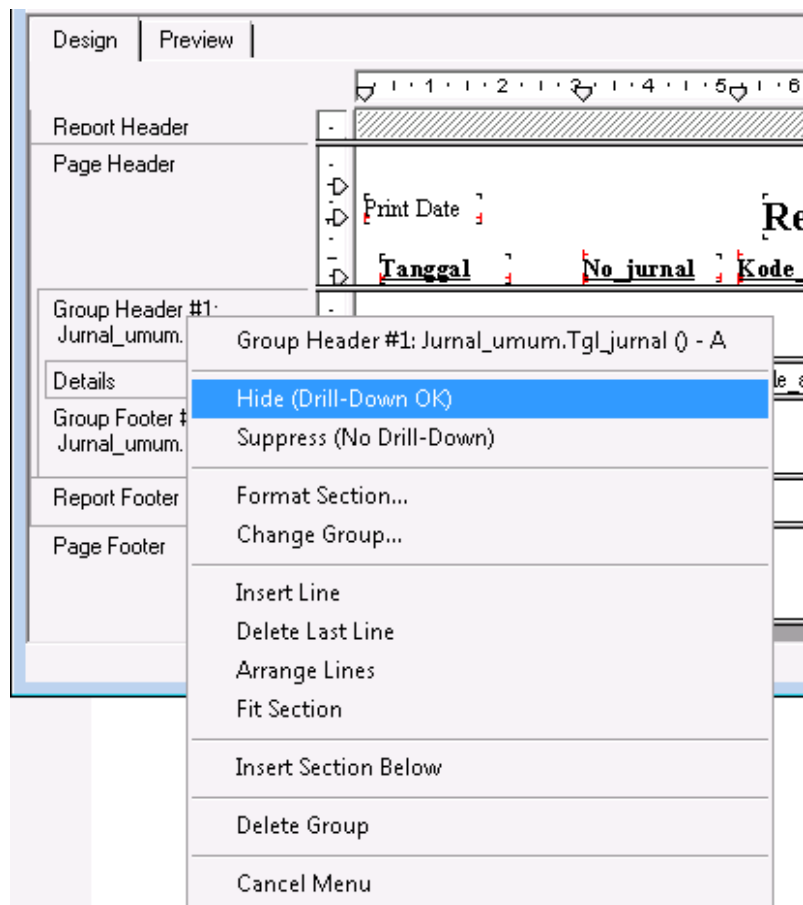 Design Preview
1 2 3 4 5 6
Report Header
Page Header
Print Date Re
Tanggal No_jurnal Kode_
Group Header #1:
Jurnal_umum.
Group Header #1: Jurnal_umum.Tgl_jurnal () - A
Details
Hide (Drill-Down OK)
Group Footer #
Suppress (No Drill-Down)
Jurnal_umum.
Report Footer
Format Section...
Change Group...
Page Footer
Insert Line
Delete Last Line
Arrange Lines
Fit Section
Insert Section Below
Delete Group
Cancel Menu